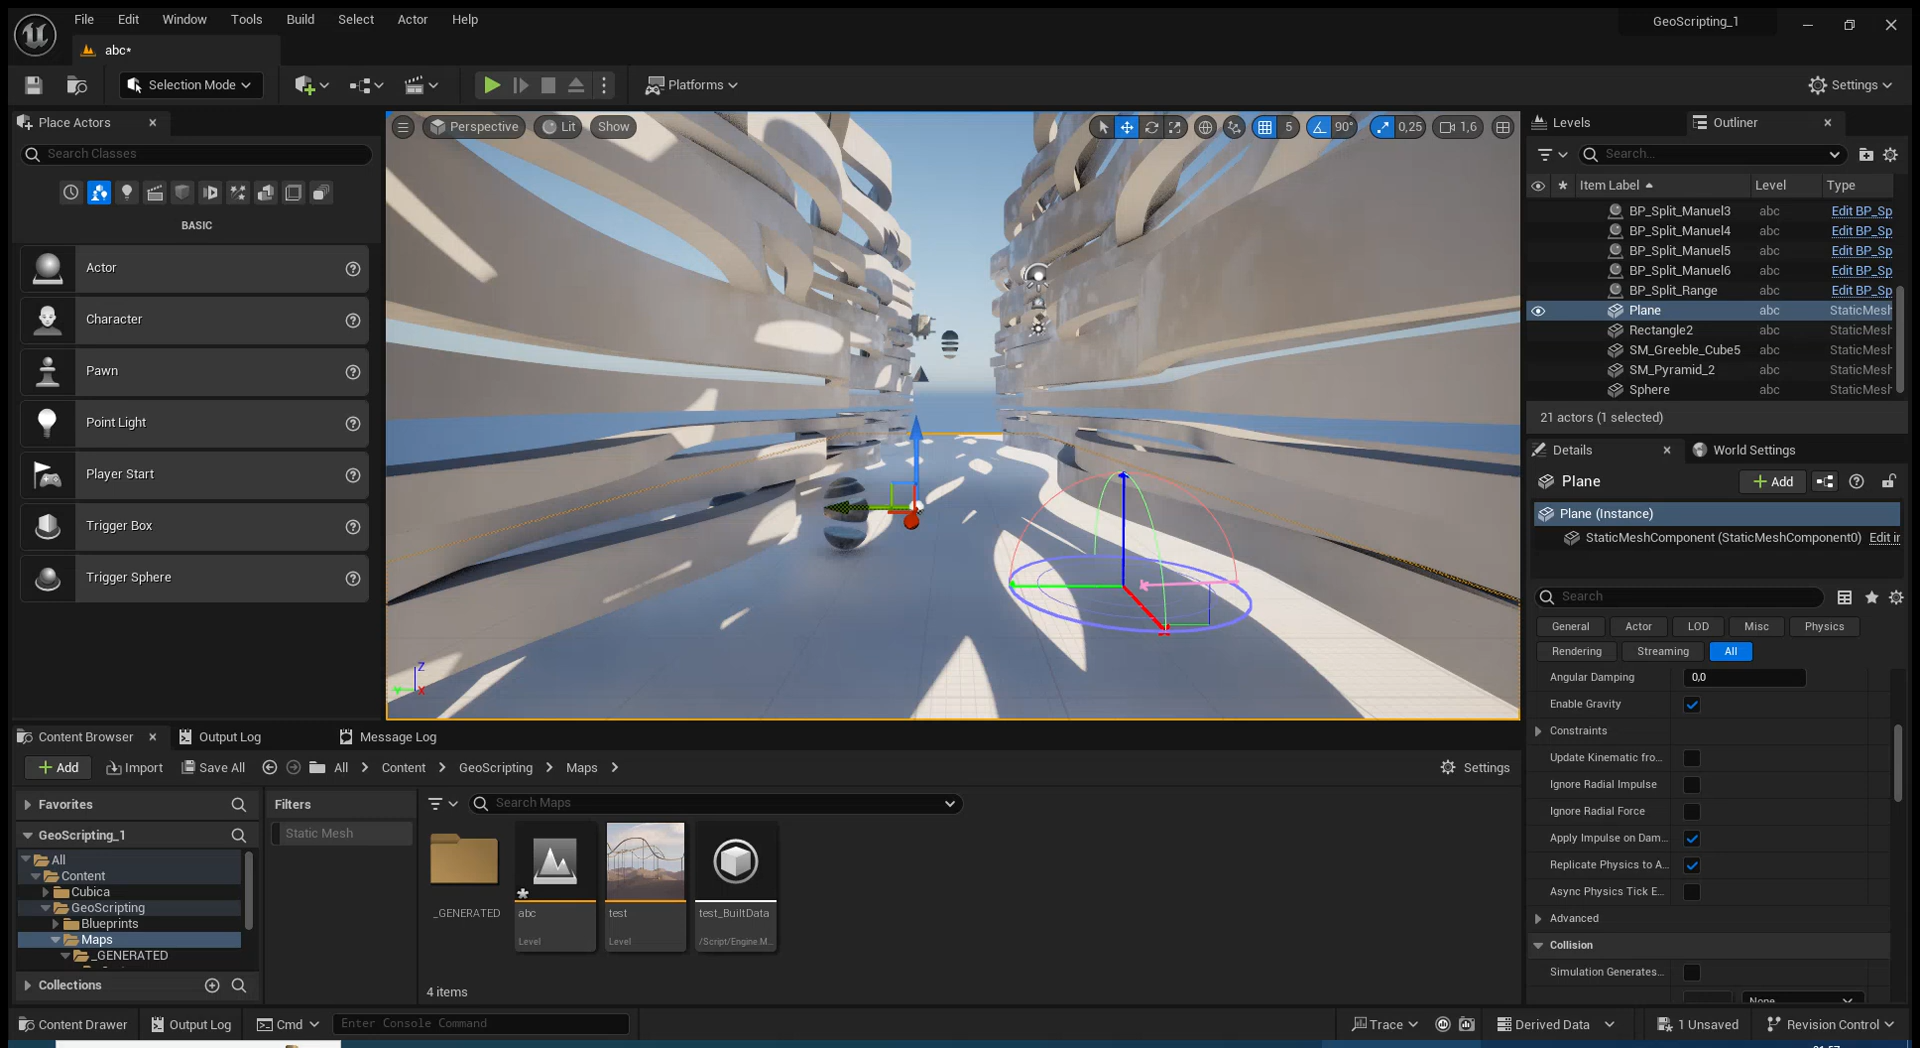 File Edit Window Tools Build Select Actor Help
GeoScripting_1
abc*
Selection Mode
Platforms
Settings
Place Actors
Search Classes
BASIC
Actor
Character
Pawn
Point Light
Player Start
Trigger Box
Trigger Sphere
Perspective Lit Show
5 90° 0,25 1,6
Z
Y X
Levels Outliner
Search...
Item Label Level Type
BP_Split_Manuel3 abc Edit BP_Sp
BP_Split_Manuel4 abc Edit BP_Sp
BP_Split_Manuel5 abc Edit BP_Sp
BP_Split_Manuel6 abc Edit BP_Sp
BP_Split_Range abc Edit BP_Sp
Plane abc StaticMesh
Rectangle2 abc StaticMesh
SM_Greeble_Cube5 abc StaticMesh
SM_Pyramid_2 abc StaticMesh
Sphere abc StaticMesh
21 actors (1 selected)
Details World Settings
Plane Add
Plane (Instance)
StaticMeshComponent (StaticMeshComponent0) Edit in
Search
General Actor LOD Misc Physics
Rendering Streaming All
Angular Damping 0,0
Enable Gravity
Constraints
Update Kinematic fro...
Ignore Radial Impulse
Ignore Radial Force
Apply Impulse on Dam...
Replicate Physics to A...
Async Physics Tick E...
Advanced
Collision
Simulation Generates...
None
Content Browser Output Log Message Log
Add Import Save All All Content GeoScripting Maps Settings
Favorites
GeoScripting_1
All
Content
Cubica
GeoScripting
Blueprints
Maps
_GENERATED
Collections
Filters
Static Mesh
Search Maps
_GENERATED
abc
Level
test
Level
test_BuiltData
/Script/Engine.M...
4 items
Content Drawer Output Log Cmd Enter Console Command Trace Derived Data 1 Unsaved Revision Control